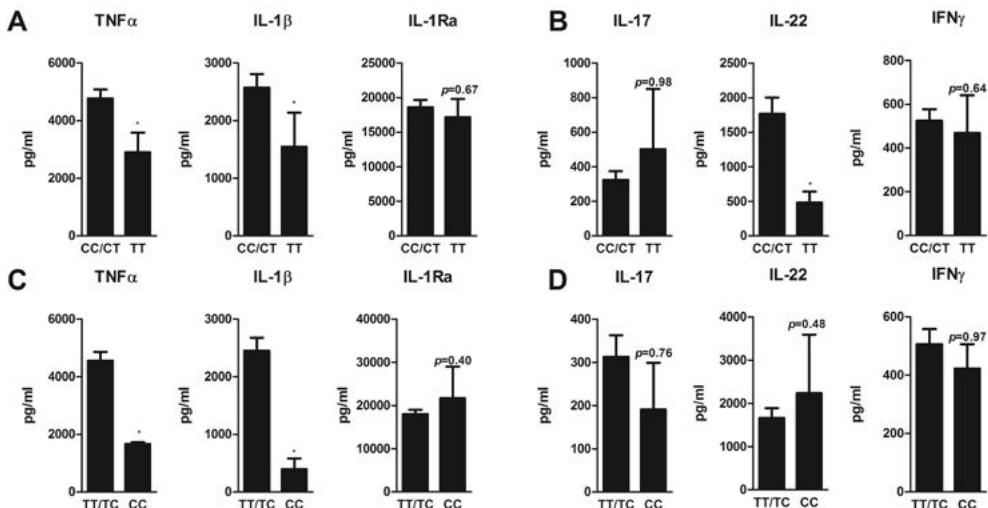 A
TNFα
IL-1β
IL-1Ra
B
IL-17
IL-22
IFNγ
pg/ml
6000
4000
2000
0
*
CC/CT TT
pg/ml
3000
2000
1000
0
*
CC/CT TT
pg/ml
25000
20000
15000
10000
5000
0
p=0.67
CC/CT TT
pg/ml
1000
800
600
400
200
0
p=0.98
CC/CT TT
pg/ml
2500
2000
1500
1000
500
0
*
CC/CT TT
pg/ml
800
600
400
200
0
p=0.64
CC/CT TT
C
TNFα
IL-1β
IL-1Ra
D
IL-17
IL-22
IFNγ
pg/ml
6000
4000
2000
0
*
TT/TC CC
pg/ml
3000
2000
1000
0
*
TT/TC CC
pg/ml
40000
30000
20000
10000
0
p=0.40
TT/TC CC
pg/ml
400
300
200
100
0
p=0.76
TT/TC CC
pg/ml
4000
3000
2000
1000
0
p=0.48
TT/TC CC
pg/ml
600
400
200
0
p=0.97
TT/TC CC